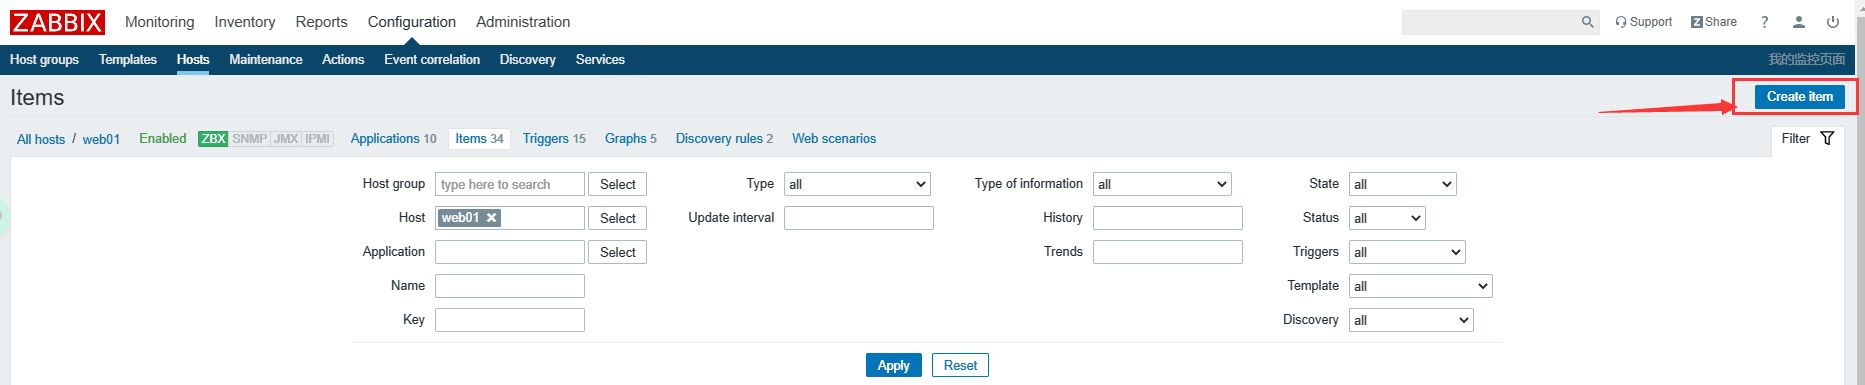 ZABBIX Monitoring Inventory Reports Configuration Administration Support Z Share ?
Host groups Templates Hosts Maintenance Actions Event correlation Discovery Services 我的监控页面
Items Create item
All hosts / web01 Enabled ZBX SNMP JMX IPMI Applications 10 Items 34 Triggers 15 Graphs 5 Discovery rules 2 Web scenarios Filter
Host group type here to search Select Type all Type of information all State all
Host web01 Select Update interval History Status all
Application Select Trends Triggers all
Name Template all
Key Discovery all
Apply Reset